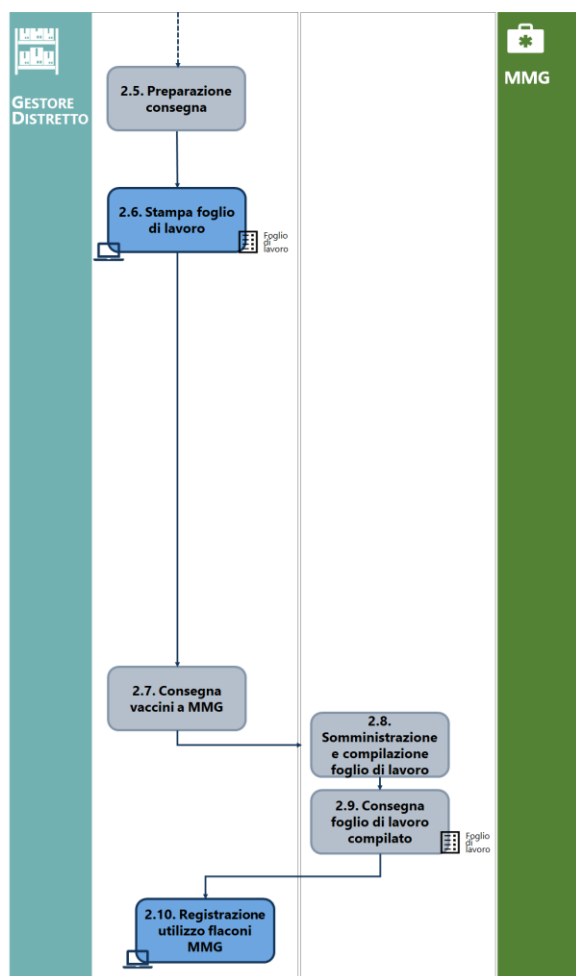 GESTORE
DISTRETTO
MMG
2.5. Preparazione
consegna
2.6. Stampa foglio
di lavoro
Foglio
di
lavoro
2.7. Consegna
vaccini a MMG
2.8.
Somministrazione
e compilazione
foglio di lavoro
2.9. Consegna
foglio di lavoro
compilato
Foglio
di
lavoro
2.10. Registrazione
utilizzo flaconi
MMG